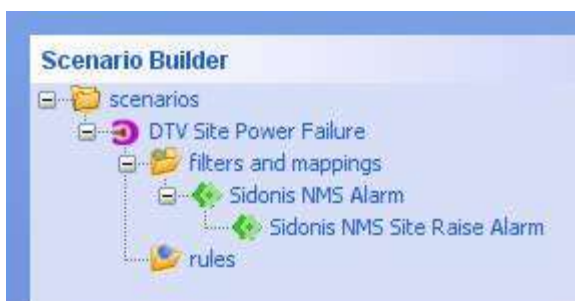 Scenario Builder
scenarios
DTV Site Power Failure
filters and mappings
Sidonis NMS Alarm
Sidonis NMS Site Raise Alarm
rules